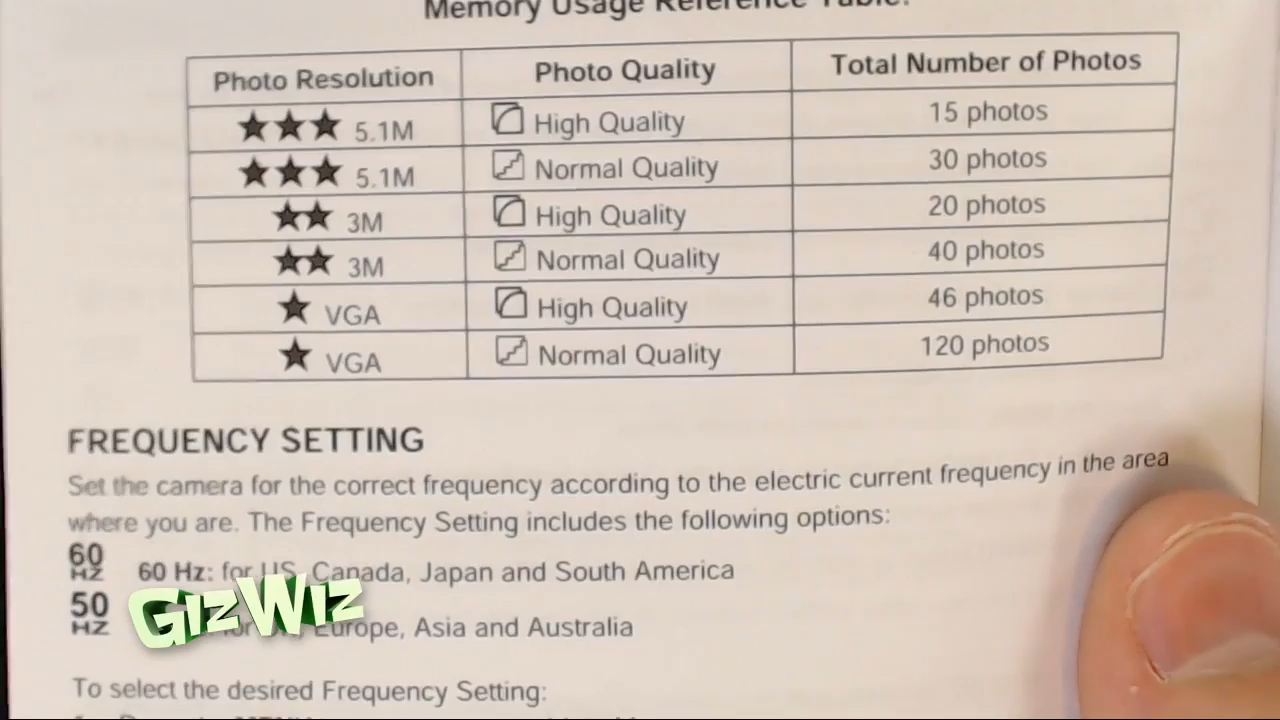 Memory Usage Reference Table:
Photo Resolution Photo Quality Total Number of Photos
★★★ 5.1M High Quality 15 photos
★★★ 5.1M Normal Quality 30 photos
★★ 3M High Quality 20 photos
★★ 3M Normal Quality 40 photos
★ VGA High Quality 46 photos
★ VGA Normal Quality 120 photos
FREQUENCY SETTING
Set the camera for the correct frequency according to the electric current frequency in the area
where you are. The Frequency Setting includes the following options:
60 HZ 60 Hz: for US, Canada, Japan and South America
50 HZ for Europe, Asia and Australia
GIZWIZ
To select the desired Frequency Setting: